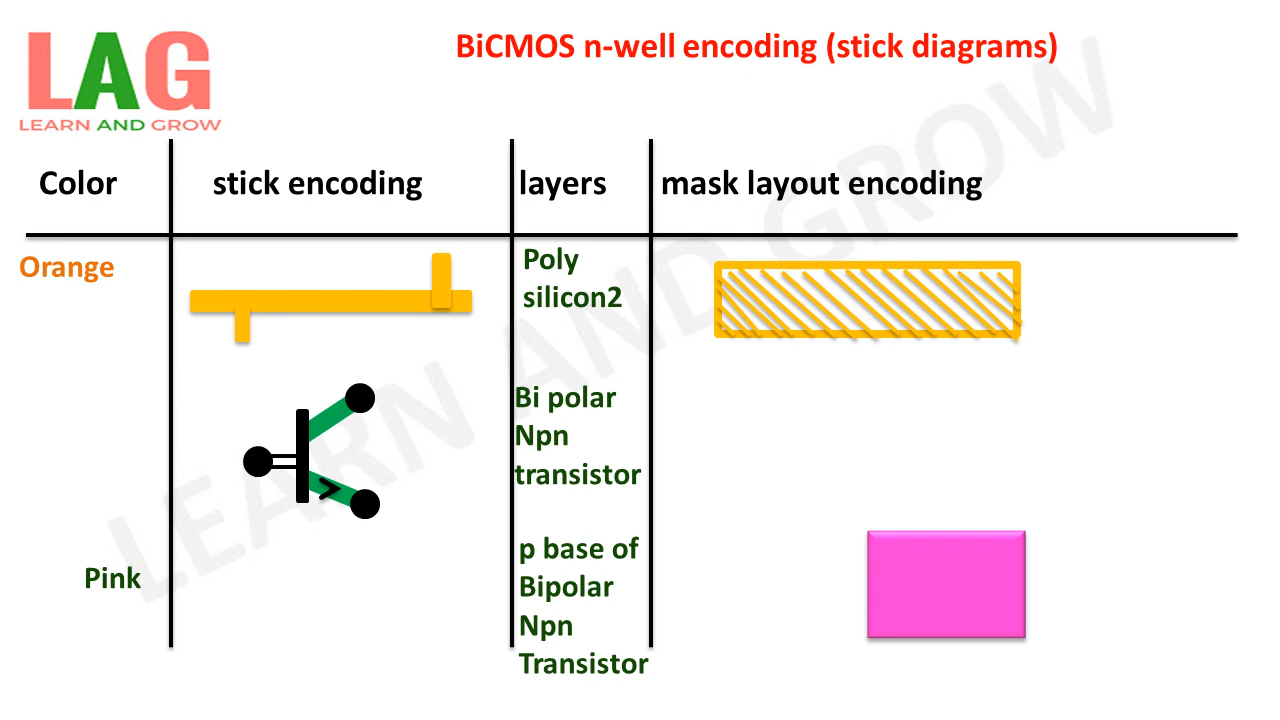 LAG
LEARN AND GROW
BiCMOS n-well encoding (stick diagrams)
Color stick encoding layers mask layout encoding
Orange
Poly
silicon2
Bi polar
Npn
transistor
Pink
p base of
Bipolar
Npn
Transistor
LEARN AND GROW